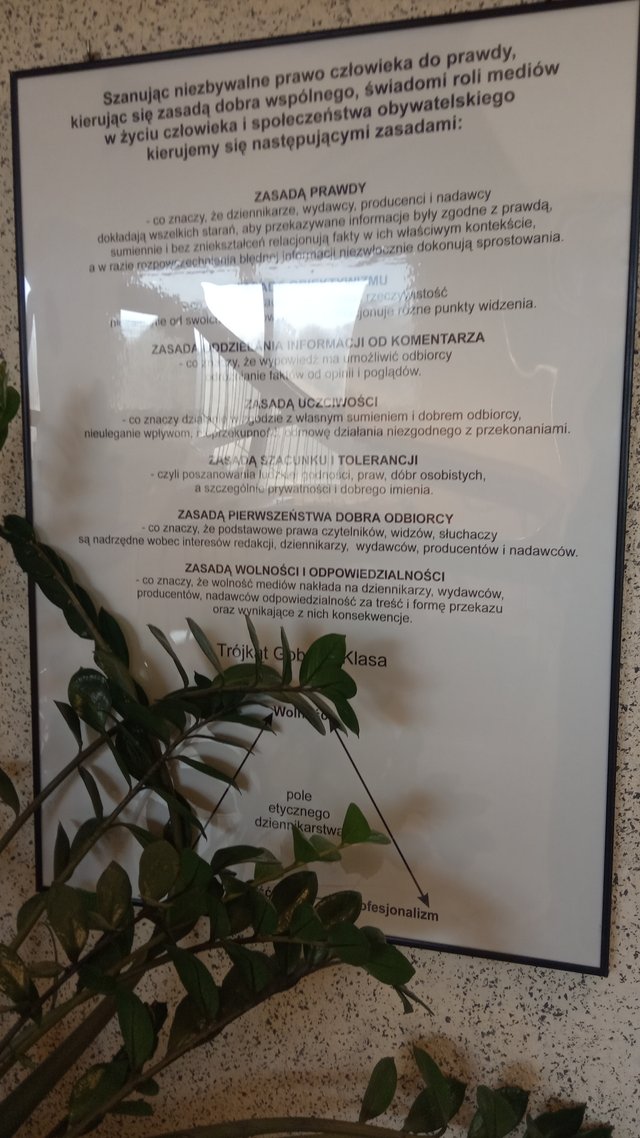 Szanując niezbywalne prawo człowieka do prawdy,
kierując się zasadą dobra wspólnego, świadomi roli mediów
w życiu człowieka i społeczeństwa obywatelskiego
kierujemy się następującymi zasadami:
ZASADĄ PRAWDY
- co znaczy, że dziennikarze, wydawcy, producenci i nadawcy
dokładają wszelkich starań, aby przekazywane informacje były zgodne z prawdą,
sumiennie i bez zniekształceń relacjonują fakty w ich właściwym kontekście,
a w razie rozpowszechnienia błędnej informacji niezwłocznie dokonują sprostowania.
OBIEKTYWIZMU
rzeczywistość
od różne punkty widzenia.
ZASADĄ ODDZIELANIA INFORMACJI OD KOMENTARZA
- co znaczy, że wypowiedź ma umożliwić odbiorcy
odróżnianie faktów od opinii i poglądów.
ZASADĄ UCZCIWOŚCI
- co znaczy działanie w zgodzie z własnym sumieniem i dobrem odbiorcy,
nieuleganie wpływom, nieprzekupność, odmowę działania niezgodnego z przekonaniami.
ZASADĄ SZACUNKU I TOLERANCJI
- czyli poszanowania ludzkiej godności, praw, dóbr osobistych,
a szczególnie prywatności i dobrego imienia.
ZASADĄ PIERWSZEŃSTWA DOBRA ODBIORCY
- co znaczy, że podstawowe prawa czytelników, widzów, słuchaczy
są nadrzędne wobec interesów redakcji, dziennikarzy, wydawców, producentów i nadawców.
ZASADĄ WOLNOŚCI I ODPOWIEDZIALNOŚCI
- co znaczy, że wolność mediów nakłada na dziennikarzy, wydawców,
producentów, nadawców odpowiedzialność za treść i formę przekazu
oraz wynikające z nich konsekwencje.
Trójkąt Klasa
Wolność
pole
etycznego
dziennikarstwa
ofesjonalizm